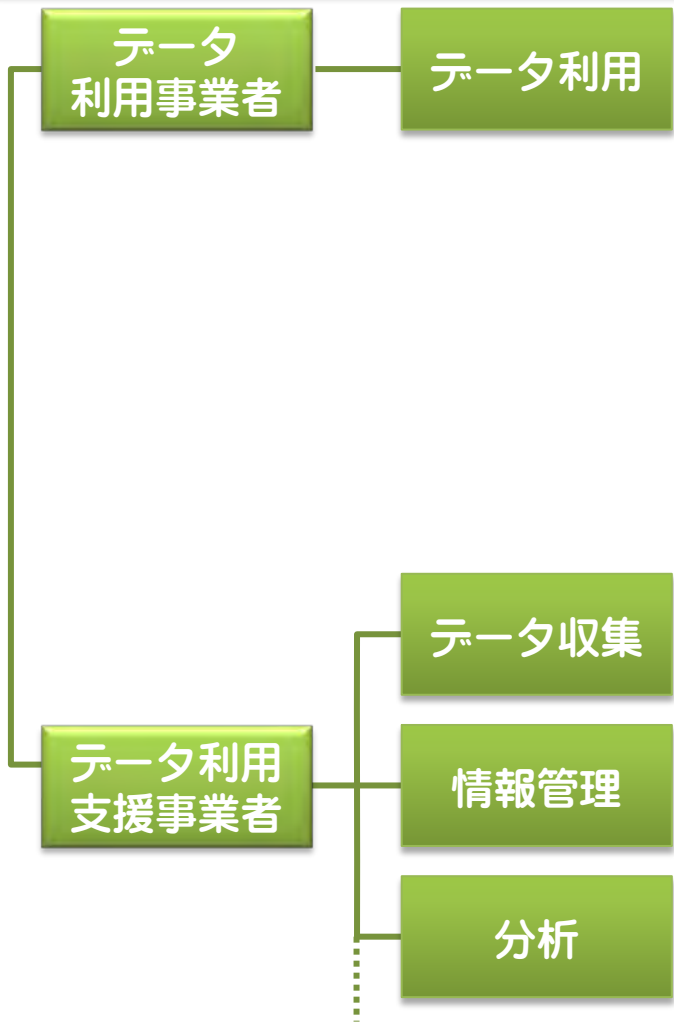 データ
利用事業者
データ利用
データ収集
データ利用
支援事業者
情報管理
分析